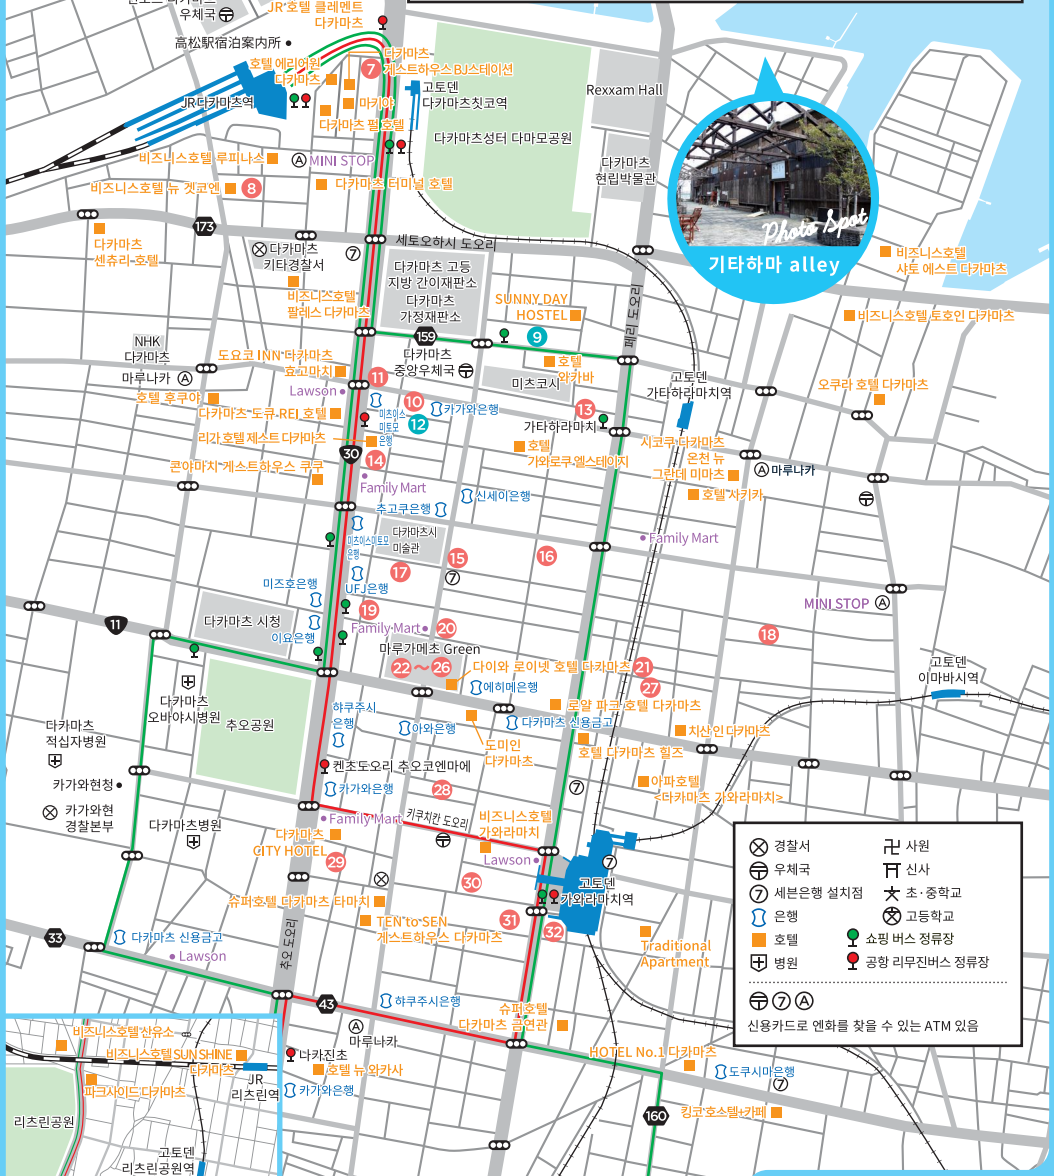 우체국
JR 호텔 클레멘트
다카마츠
高松駅宿泊案内所
호텔 에리어원
다카마츠
다카마츠
게스트하우스 BJ스테이션
7
JR다카마츠역
마키야
다카마츠 펄 호텔
고토덴
다카마츠칫코역
Rexxam Hall
다카마츠성터 다마모공원
다카마츠
현립박물관
비즈니스호텔 루피나스
MINI STOP
비즈니스호텔 뉴 겟코엔
8
다카마츠 터미널 호텔
Photo Spot
기타하마 alley
173
다카마츠
센츄리 호텔
다카마츠
키타경찰서
세토오하시 도오리
다카마츠 고등
지방 간이재판소
다카마츠
가정재판소
비즈니스호텔
팔레스 다카마츠
비즈니스호텔
샤토 에스트 다카마츠
SUNNY DAY
HOSTEL
페리 도오리
비즈니스호텔 토호인 다카마츠
159
9
NHK
다카마츠
마루나카
도요코 INN 다카마츠
효고마치
다카마츠
중앙우체국
호텔
와카바
미츠코시
고토덴
가타하라마치역
오쿠라 호텔 다카마츠
11
Lawson
호텔 후쿠야
10
카가와은행
13
다카마츠 도큐 REI 호텔
미츠이스
미토모
은행
12
가타하라마치
리가 호텔 제스트 다카마츠
호텔
가와로쿠 엘스테이지
시코쿠 다카마츠
온천 뉴
그란데 미마츠
마루나카
30
14
콘야마치 게스트하우스 쿠쿠
Family Mart
신세이은행
호텔 사키카
추고쿠은행
다카마츠시
미술관
미츠이스미토모
은행
Family Mart
15
16
17
미즈호은행
UFJ은행
MINI STOP
19
11
다카마츠 시청
이요은행
Family Mart
20
18
마루가메초 Green
22 ~ 26
다이와 로이넷 호텔 다카마츠
21
고토덴
이마바시역
에히메은행
27
다카마츠
오바야시병원
추오공원
햐쿠주시
은행
로얄 파크 호텔 다카마츠
다카마츠
적십자병원
아와은행
다카마츠 신용금고
치산인 다카마츠
도미인
다카마츠
호텔 다카마츠 힐즈
켄초도오리 추오코엔마에
카가와현청
카가와은행
28
아파호텔
<다카마츠 가와라마치>
카가와현
경찰본부
다카마츠병원
Family Mart
키쿠치칸 도오리
비즈니스호텔
가와라마치
다카마츠
CITY HOTEL
29
Lawson
경찰서
사원
우체국
신사
7
세븐은행 설치점
초·중학교
은행
고등학교
호텔
쇼핑 버스 정류장
병원
공항 리무진버스 정류장
신용카드로 엔화를 찾을 수 있는 ATM 있음
30
고토덴
가와라마치역
슈퍼호텔 다카마츠 타마치
TEN to SEN
게스트하우스 다카마츠
31
32
33
다카마츠 신용금고
추오 도오리
Traditional
Apartment
Lawson
43
햐쿠주시은행
슈퍼호텔
다카마츠 금연관
마루나카
비즈니스호텔 산유소
비즈니스호텔 SUNSHINE
다카마츠
나카진초
호텔 뉴 와카사
HOTEL No.1 다카마츠
도쿠시마은행
JR
리츠린역
파크사이드 다카마츠
카가와은행
리츠린공원
160
킹코 호스텔+카페
고토덴
리츠린공원역